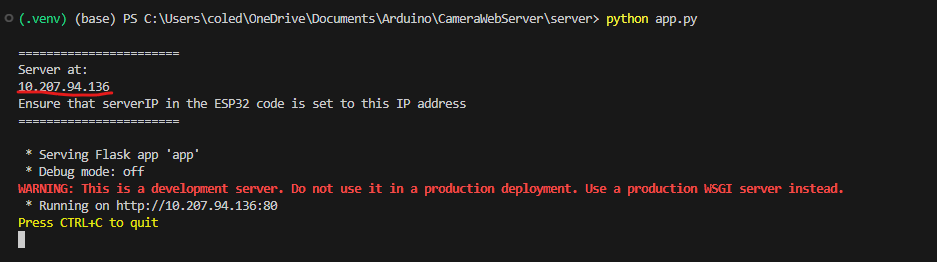 (.venv) (base) PS C:\Users\coled\OneDrive\Documents\Arduino\CameraWebServer\server> python app.py
=======================
Server at:
10.207.94.136
Ensure that serverIP in the ESP32 code is set to this IP address
=======================
* Serving Flask app 'app'
* Debug mode: off
WARNING: This is a development server. Do not use it in a production deployment. Use a production WSGI server instead.
* Running on http://10.207.94.136:80
Press CTRL+C to quit